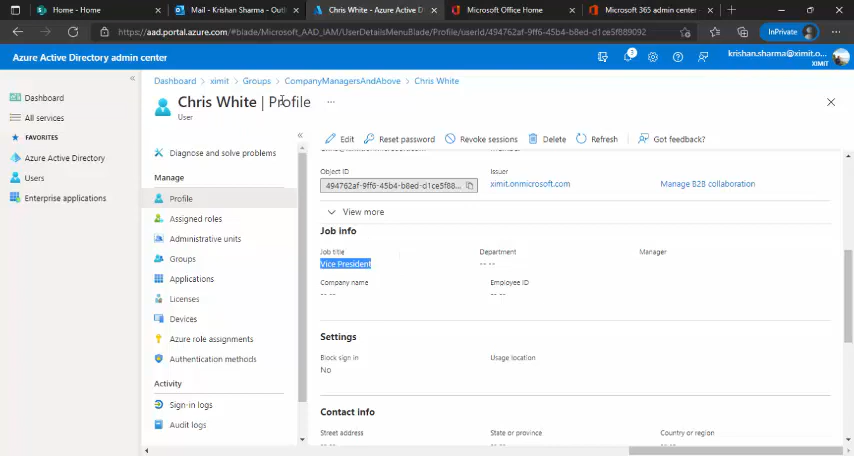 Home - Home
Mail - Krishan Sharma - Outl
Chris White - Azure Active D
Microsoft Office Home
Microsoft 365 admin center
https://aad.portal.azure.com/#blade/Microsoft_AAD_IAM/UserDetailsMenuBlade/Profile/userId/494762af-9ff6-45b4-b8ed-d1ce5f889092
InPrivate
Azure Active Directory admin center
3
krishan.sharma@ximit.o...
XIMIT
Dashboard > ximit > Groups > CompanyManagersAndAbove > Chris White
Chris White | Profile ...
User
Dashboard
All services
FAVORITES
Azure Active Directory
Users
Enterprise applications
Diagnose and solve problems
Manage
Profile
Assigned roles
Administrative units
Groups
Applications
Licenses
Devices
Azure role assignments
Authentication methods
Activity
Sign-in logs
Audit logs
Edit
Reset password
Revoke sessions
Delete
Refresh
Got feedback?
Object ID
Issuer
494762af-9ff6-45b4-b8ed-d1ce5f88...
ximit.onmicrosoft.com
Manage B2B collaboration
View more
Job info
Job title
Department
Manager
Vice President
-- --
Company name
Employee ID
-- --
-- --
Settings
Block sign in
Usage location
No
Contact info
Street address
State or province
Country or region